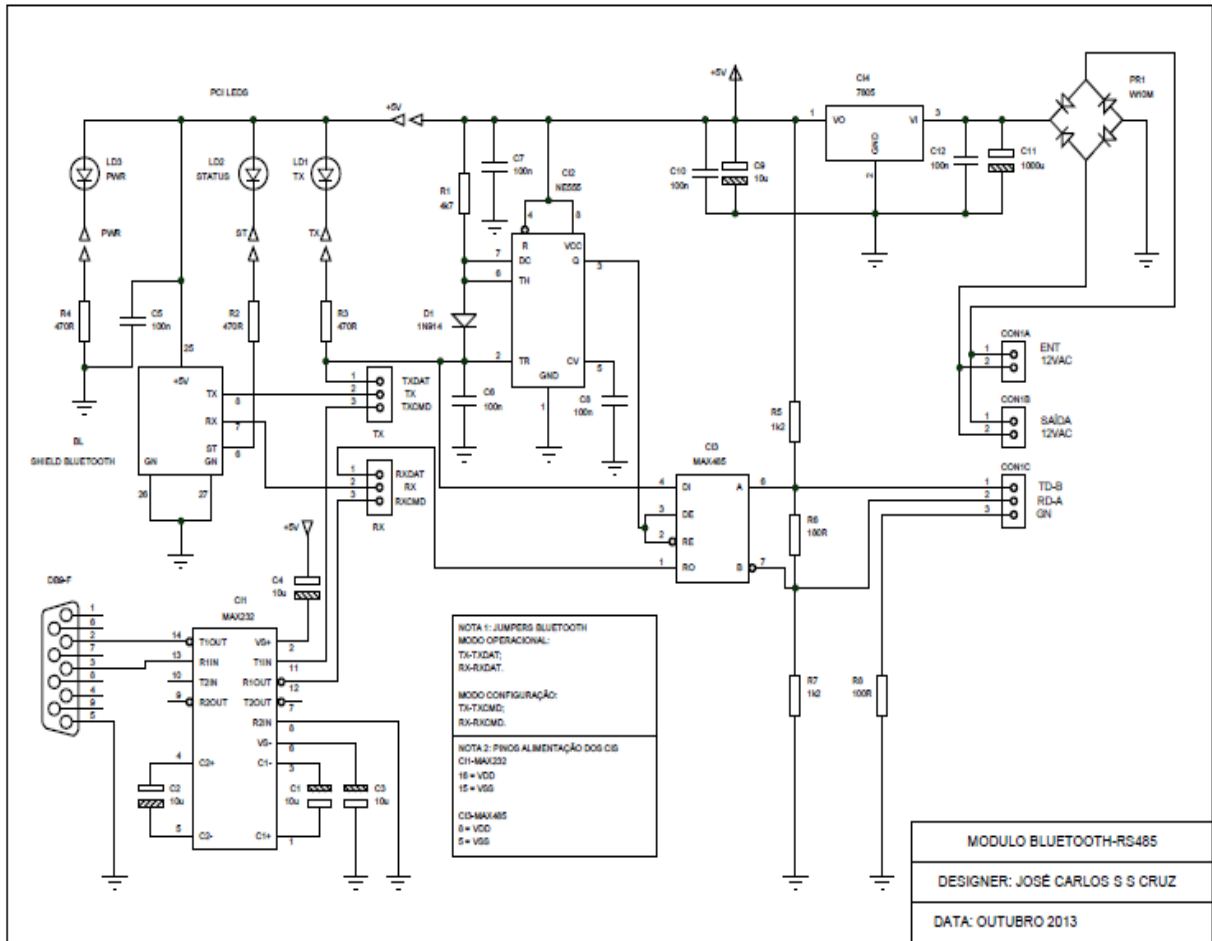 PCI LEDS
+5V
+5V
CI4
7805
1
VO
VI
3
GND
2
PR1
W10M
LD3
PWR
LD2
STATUS
LD1
TX
PWR
ST
TX
R4
470R
C5
100n
R2
470R
R3
470R
R1
4k7
C7
100n
CI2
NE555
4
8
R
VCC
7
DC
Q
3
6
TH
D1
1N914
2
TR
CV
5
GND
1
C6
100n
C8
100n
C10
100n
C9
10u
C12
100n
C11
1000u
25
+5V
TX
8
RX
7
ST
6
GN
GN
26
27
BL
SHIELD BLUETOOTH
1
TXDAT
2
TX
3
TXCMD
TX
1
RXDAT
2
RX
3
RXCMD
RX
R5
1k2
CI3
MAX485
4
DI
A
6
3
DE
2
RE
1
RO
B
7
R6
180R
R7
1k2
R8
100R
CON1A
1
2
ENT
12VAC
CON1B
1
2
SAÍDA
12VAC
CON1C
1
TD-B
2
RD-A
3
GN
DB9-F
1
6
2
7
3
8
4
9
5
+5V
C4
10u
CI1
MAX232
14
T1OUT
VS+
2
13
R1IN
T1IN
11
10
T2IN
R1OUT
12
9
R2OUT
T2OUT
7
R2IN
8
VS-
6
4
C2+
C1-
3
C2
10u
C1
10u
C3
10u
5
C2-
C1+
1
NOTA 1: JUMPERS BLUETOOTH
MODO OPERACIONAL:
TX-TXDAT;
RX-RXDAT.
MODO CONFIGURAÇÃO:
TX-TXCMD;
RX-RXCMD.
NOTA 2: PINOS ALIMENTAÇÃO DOS CIS
CI1-MAX232
16 = VDD
15 = VSS
CI3-MAX485
8 = VDD
5 = VSS
MODULO BLUETOOTH-RS485
DESIGNER: JOSÉ CARLOS S S CRUZ
DATA: OUTUBRO 2013